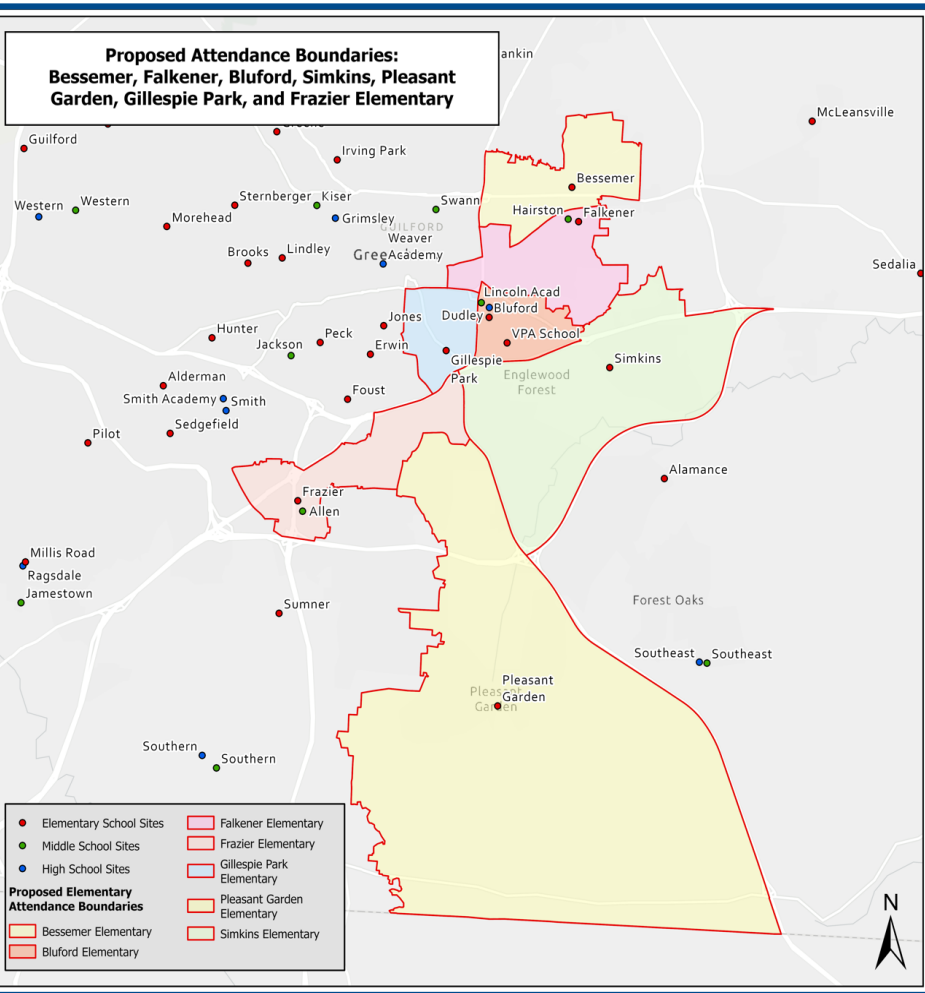 Proposed Attendance Boundaries:
Bessemer, Falkener, Bluford, Simkins, Pleasant
Garden, Gillespie Park, and Frazier Elementary
McLeansville
Guilford
Irving Park
Bessemer
Sternberger
Kiser
Western
Western
Swann
Hairston
Falkener
Morehead
Grimsley
GUILFORD
Weaver
Academy
Brooks
Lindley
Sedalia
Lincoln Acad
Bluford
Dudley
Jones
Hunter
Peck
VPA School
Jackson
Erwin
Gillespie
Park
Simkins
Englewood
Forest
Alderman
Smith Academy
Smith
Foust
Sedgefield
Pilot
Alamance
Frazier
Allen
Millis Road
Ragsdale
Jamestown
Sumner
Forest Oaks
Southeast
Southeast
Pleasant
Garden
Pleasant
Garden
Southern
Southern
Elementary School Sites
Middle School Sites
High School Sites
Proposed Elementary
Attendance Boundaries
Bessemer Elementary
Bluford Elementary
Falkener Elementary
Frazier Elementary
Gillespie Park
Elementary
Pleasant Garden
Elementary
Simkins Elementary
N